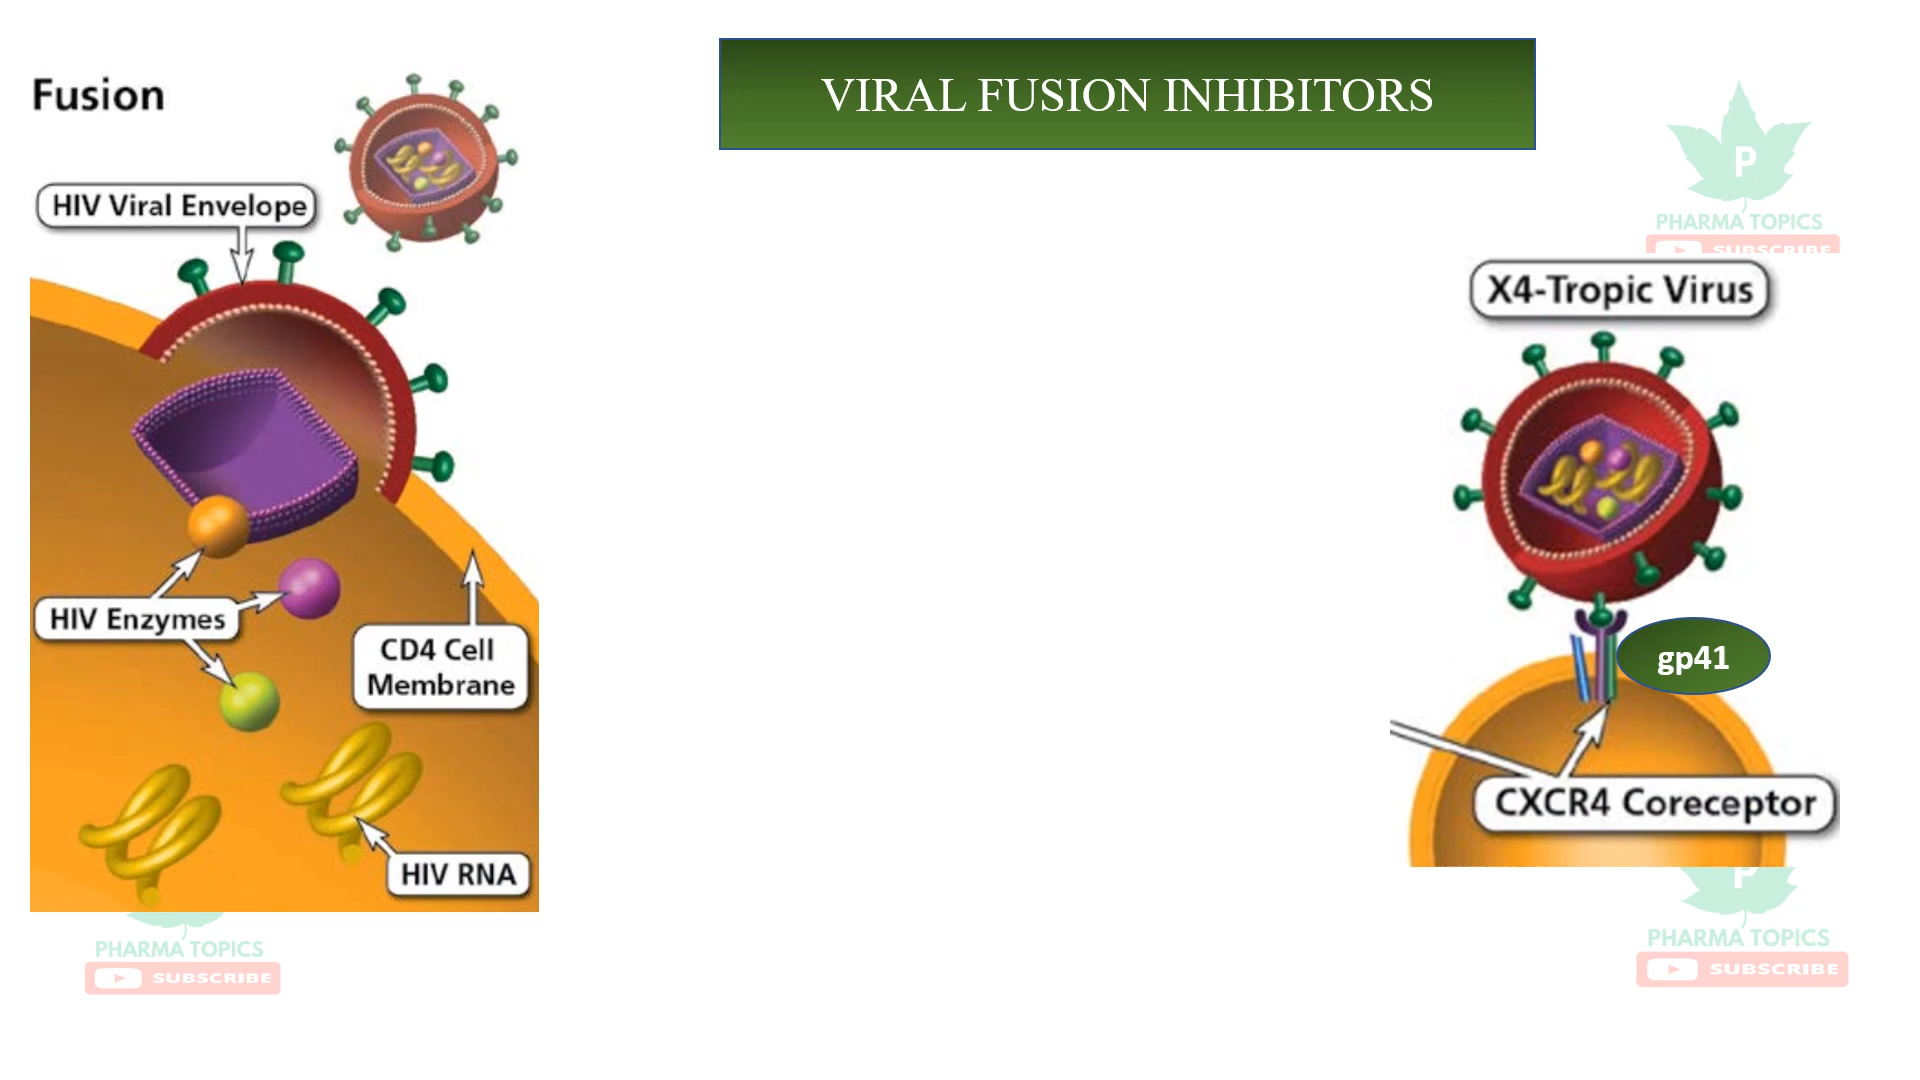 VIRAL FUSION INHIBITORS
Fusion
HIV Viral Envelope
HIV Enzymes
CD4 Cell
Membrane
HIV RNA
PHARMA TOPICS
SUBSCRIBE
P
PHARMA TOPICS
SUBSCRIBE
X4-Tropic Virus
gp41
CXCR4 Coreceptor
P
PHARMA TOPICS
SUBSCRIBE